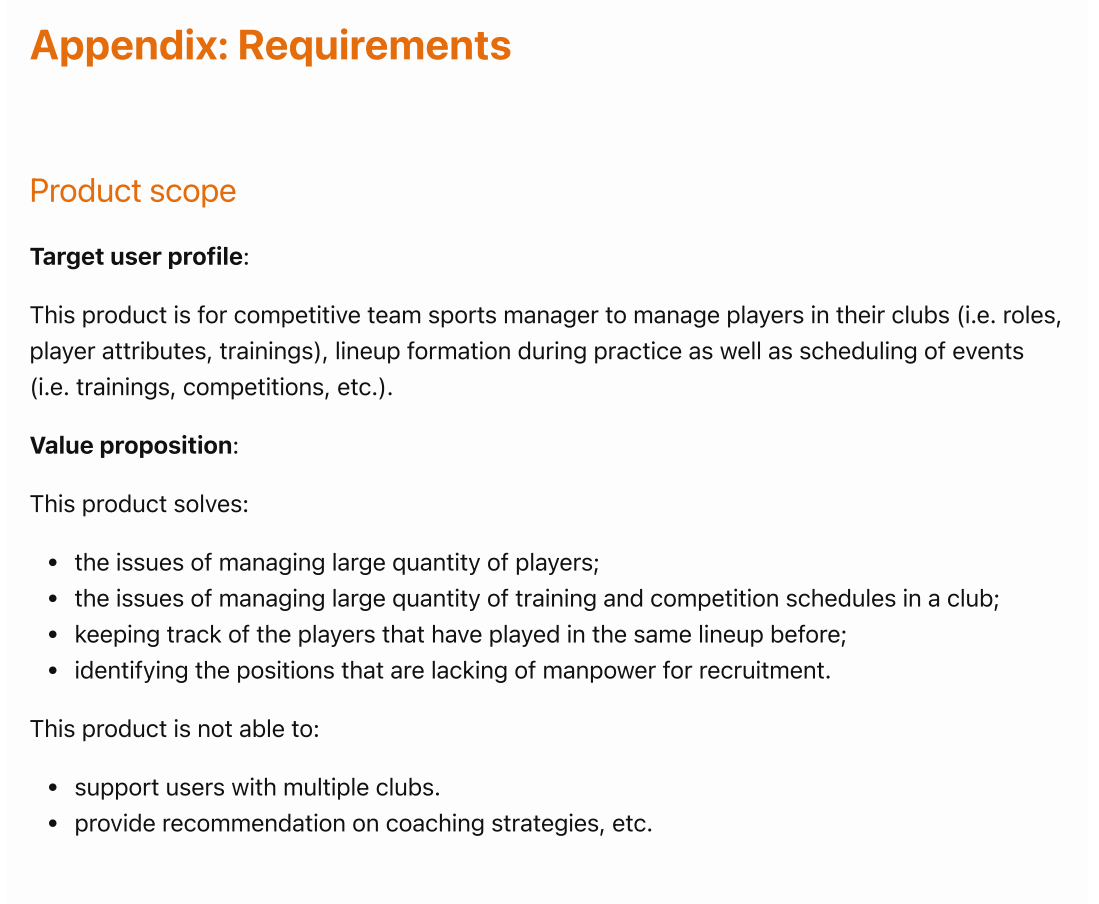 Appendix: Requirements
Product scope
Target user profile:
This product is for competitive team sports manager to manage players in their clubs (i.e. roles,
player attributes, trainings), lineup formation during practice as well as scheduling of events
(i.e. trainings, competitions, etc.).
Value proposition:
This product solves:
• the issues of managing large quantity of players;
• the issues of managing large quantity of training and competition schedules in a club;
• keeping track of the players that have played in the same lineup before;
• identifying the positions that are lacking of manpower for recruitment.
This product is not able to:
• support users with multiple clubs.
• provide recommendation on coaching strategies, etc.